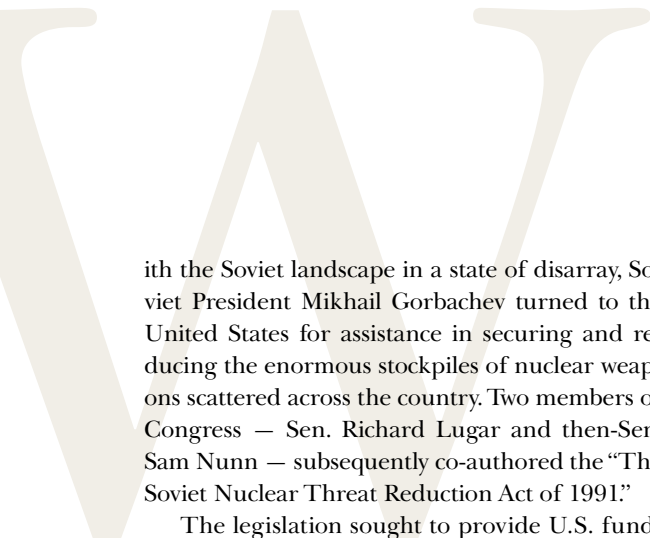 W
ith the Soviet landscape in a state of disarray, So
viet President Mikhail Gorbachev turned to th
United States for assistance in securing and re
ducing the enormous stockpiles of nuclear weap
ons scattered across the country. Two members o
Congress — Sen. Richard Lugar and then-Sen
Sam Nunn — subsequently co-authored the “Th
Soviet Nuclear Threat Reduction Act of 1991.”
The legislation sought to provide U.S. fund